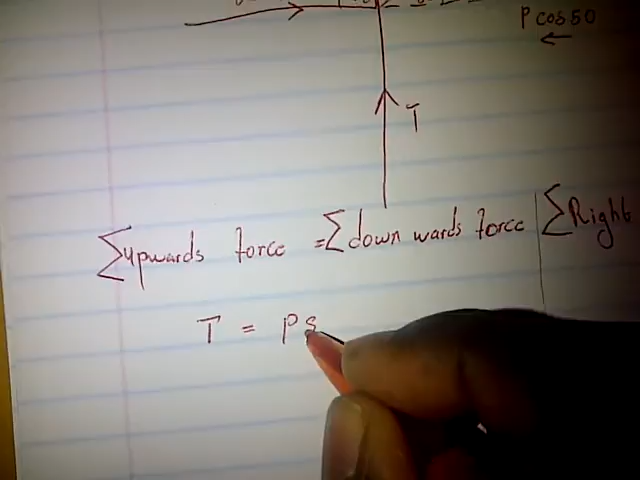 P cos 50
T
∑upwards force = ∑down wards force | ∑Right
T = PS